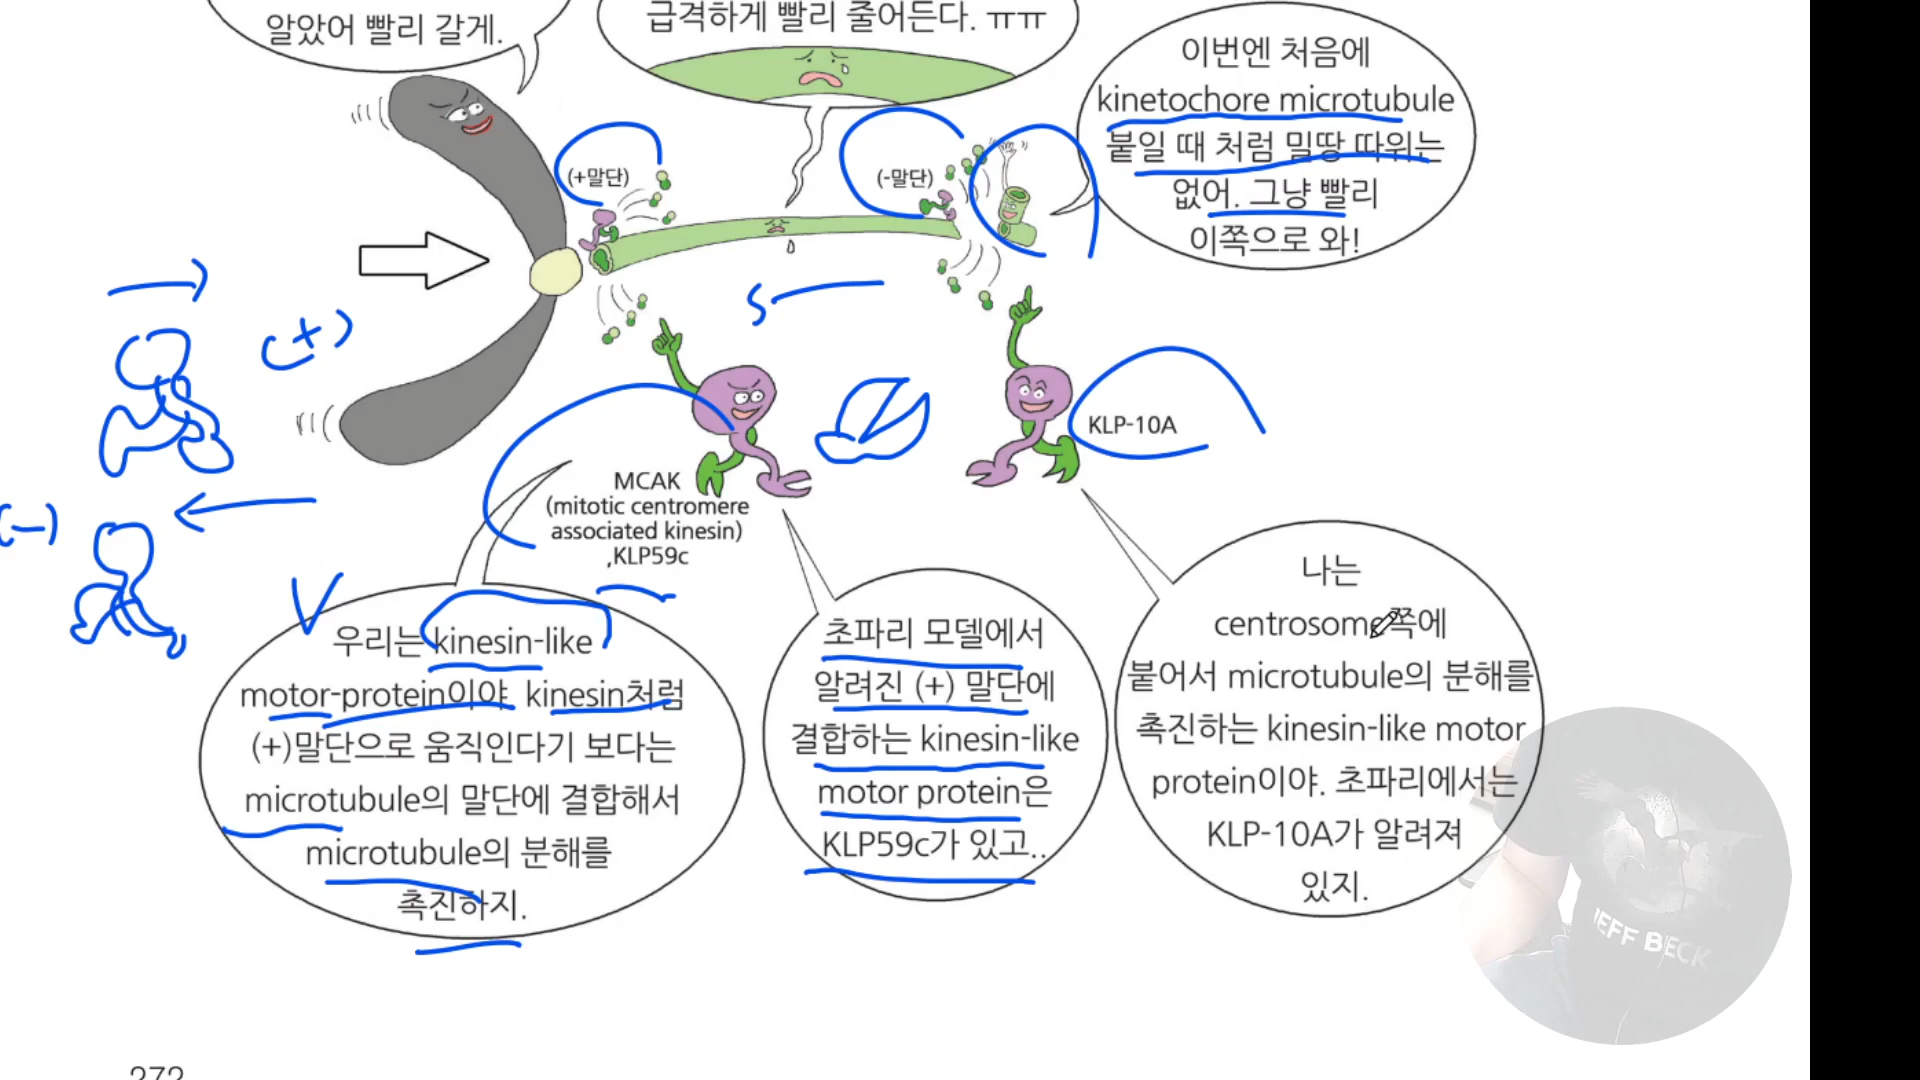 알았어 빨리 갈게.
급격하게 빨리 줄어든다. ㅠㅠ
이번엔 처음에
kinetochore microtubule
붙일 때 처럼 밀땅 따위는
없어. 그냥 빨리
이쪽으로 와!
(+말단)
(-말단)
(+)
(-)
KLP-10A
MCAK
(mitotic centromere
associated kinesin)
,KLP59c
우리는 kinesin-like
motor-protein이야. kinesin처럼
(+)말단으로 움직인다기 보다는
microtubule의 말단에 결합해서
microtubule의 분해를
촉진하지.
초파리 모델에서
알려진 (+) 말단에
결합하는 kinesin-like
motor protein은
KLP59c가 있고..
나는
centrosome쪽에
붙어서 microtubule의 분해를
촉진하는 kinesin-like motor
protein이야. 초파리에서는
KLP-10A가 알려져
있지.
JEFF BECK
272